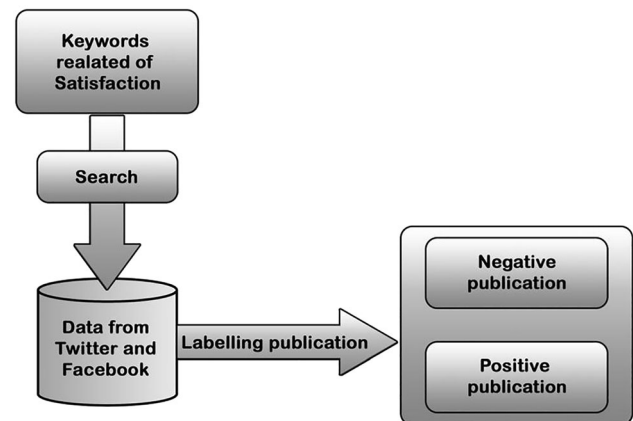 Keywords
realated of
Satisfaction
Search
Data from
Twitter and
Facebook
Labelling publication
Negative
publication
Positive
publication